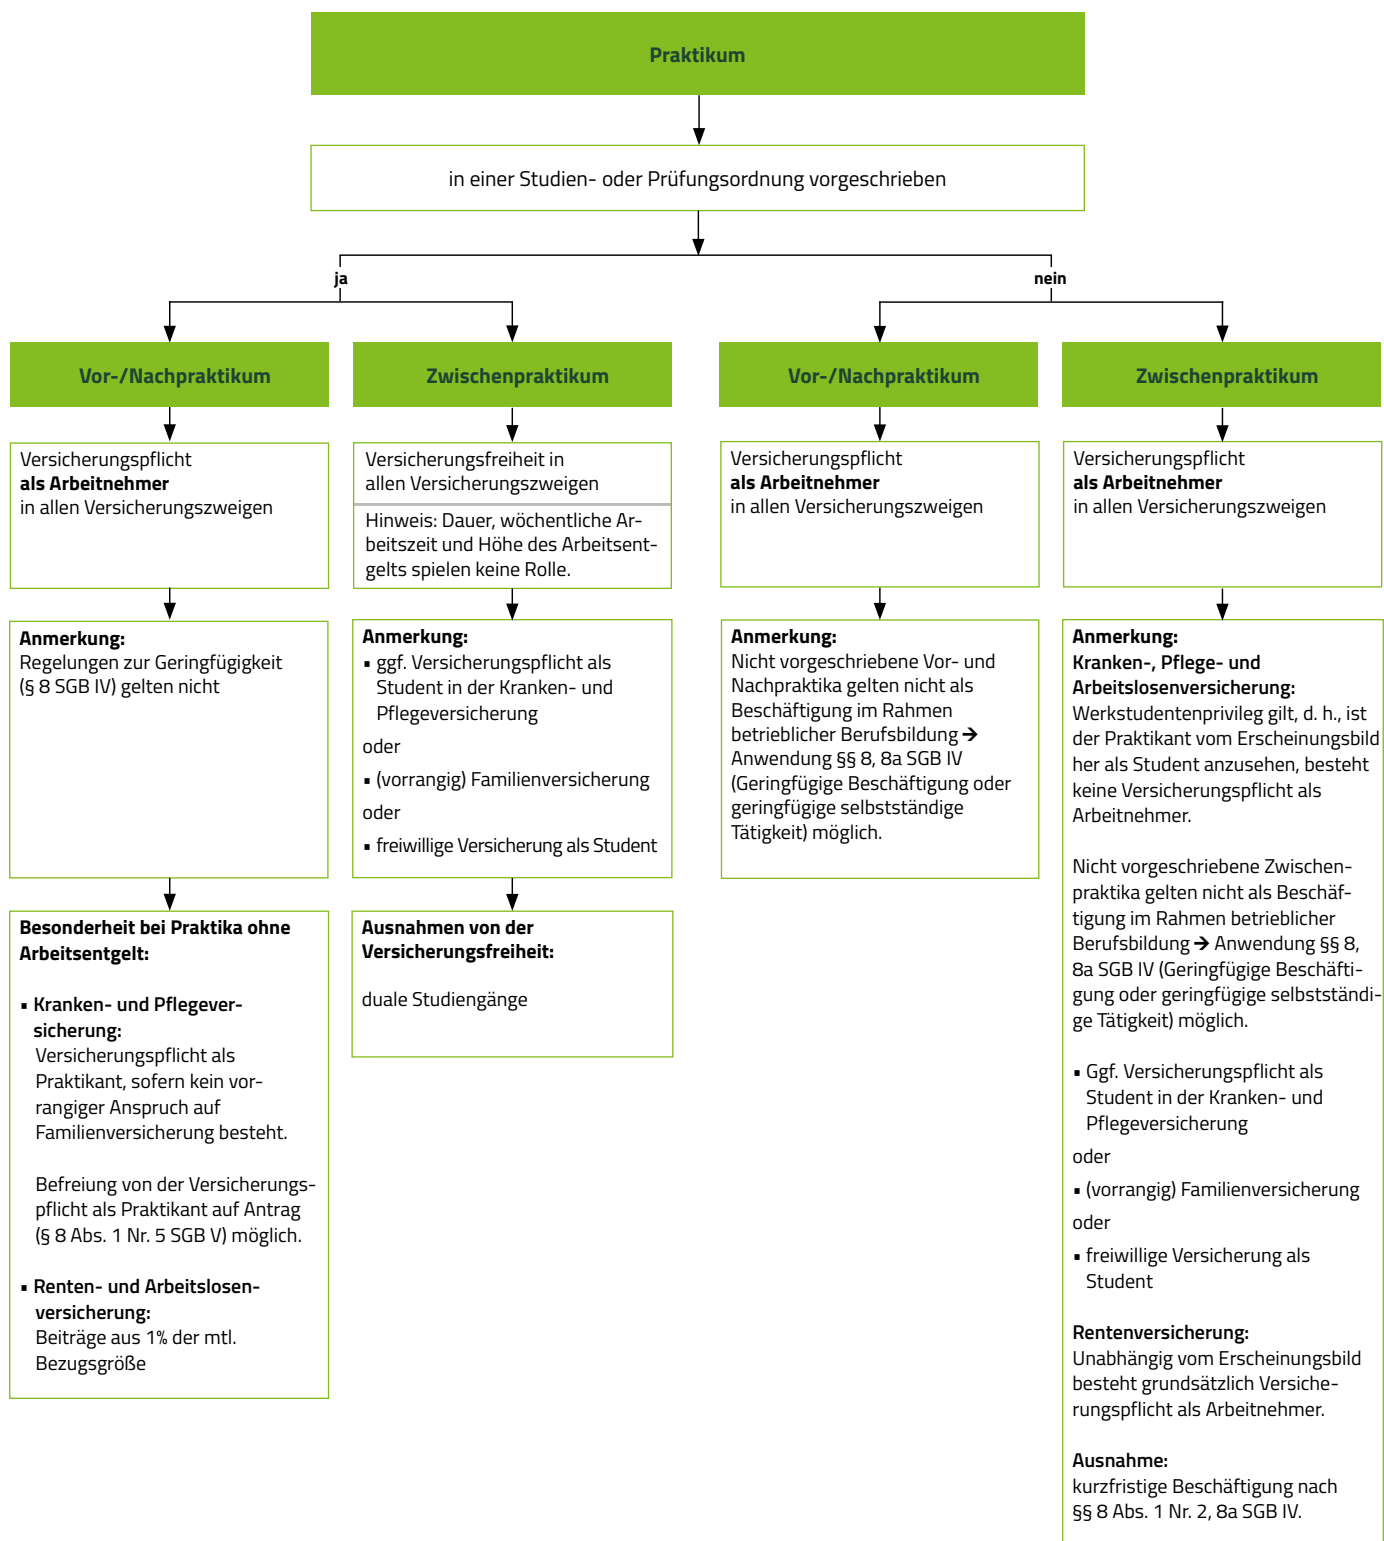 Praktikum
in einer Studien- oder Prüfungsordnung vorgeschrieben
ja
nein
Vor-/Nachpraktikum
Versicherungspflicht
als Arbeitnehmer
in allen Versicherungszweigen
Anmerkung:
Regelungen zur Geringfügigkeit
(§ 8 SGB IV) gelten nicht
Besonderheit bei Praktika ohne
Arbeitsentgelt:
▪ Kranken- und Pflegever-
sicherung:
Versicherungspflicht als
Praktikant, sofern kein vor-
rangiger Anspruch auf
Familienversicherung besteht.
Befreiung von der Versicherungs-
pflicht als Praktikant auf Antrag
(§ 8 Abs. 1 Nr. 5 SGB V) möglich.
▪ Renten- und Arbeitslosen-
versicherung:
Beiträge aus 1% der mtl.
Bezugsgröße
Zwischenpraktikum
Versicherungsfreiheit in
allen Versicherungszweigen
Hinweis: Dauer, wöchentliche Ar-
beitszeit und Höhe des Arbeitsent-
gelts spielen keine Rolle.
Anmerkung:
▪ ggf. Versicherungspflicht als
Student in der Kranken- und
Pflegeversicherung
oder
▪ (vorrangig) Familienversicherung
oder
▪ freiwillige Versicherung als Student
Ausnahmen von der
Versicherungsfreiheit:
duale Studiengänge
Vor-/Nachpraktikum
Versicherungspflicht
als Arbeitnehmer
in allen Versicherungszweigen
Anmerkung:
Nicht vorgeschriebene Vor- und
Nachpraktika gelten nicht als
Beschäftigung im Rahmen
betrieblicher Berufsbildung →
Anwendung §§ 8, 8a SGB IV
(Geringfügige Beschäftigung oder
geringfügige selbstständige
Tätigkeit) möglich.
Zwischenpraktikum
Versicherungspflicht
als Arbeitnehmer
in allen Versicherungszweigen
Anmerkung:
Kranken-, Pflege- und
Arbeitslosenversicherung:
Werkstudentenprivileg gilt, d. h., ist
der Praktikant vom Erscheinungsbild
her als Student anzusehen, besteht
keine Versicherungspflicht als
Arbeitnehmer.
Nicht vorgeschriebene Zwischen-
praktika gelten nicht als Beschäf-
tigung im Rahmen betrieblicher
Berufsbildung → Anwendung §§ 8,
8a SGB IV (Geringfügige Beschäfti-
gung oder geringfügige selbstständi-
ge Tätigkeit) möglich.
▪ Ggf. Versicherungspflicht als
Student in der Kranken- und
Pflegeversicherung
oder
▪ (vorrangig) Familienversicherung
oder
▪ freiwillige Versicherung als
Student
Rentenversicherung:
Unabhängig vom Erscheinungsbild
besteht grundsätzlich Versiche-
rungspflicht als Arbeitnehmer.
Ausnahme:
kurzfristige Beschäftigung nach
§§ 8 Abs. 1 Nr. 2, 8a SGB IV.